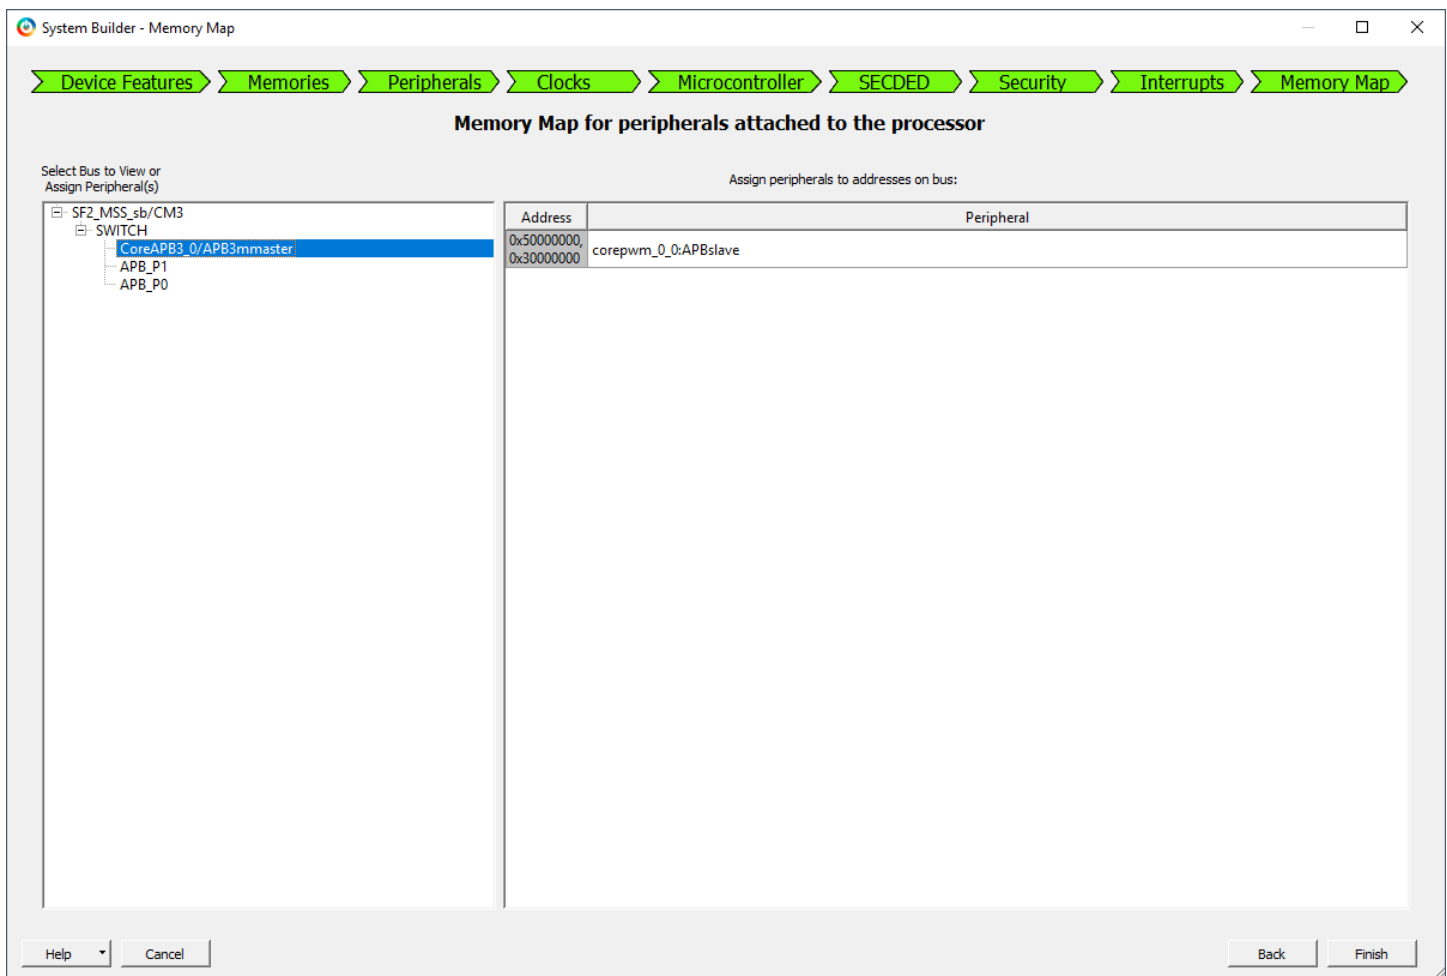 System Builder - Memory Map
Device Features
Memories
Peripherals
Clocks
Microcontroller
SECDED
Security
Interrupts
Memory Map
Memory Map for peripherals attached to the processor
Select Bus to View or
Assign Peripheral(s)
Assign peripherals to addresses on bus:
SF2_MSS_sb/CM3
SWITCH
CoreAPB3_0/APB3mmaster
APB_P1
APB_P0
Address
Peripheral
0x50000000,
0x30000000
corepwm_0_0:APBslave
Help
Cancel
Back
Finish